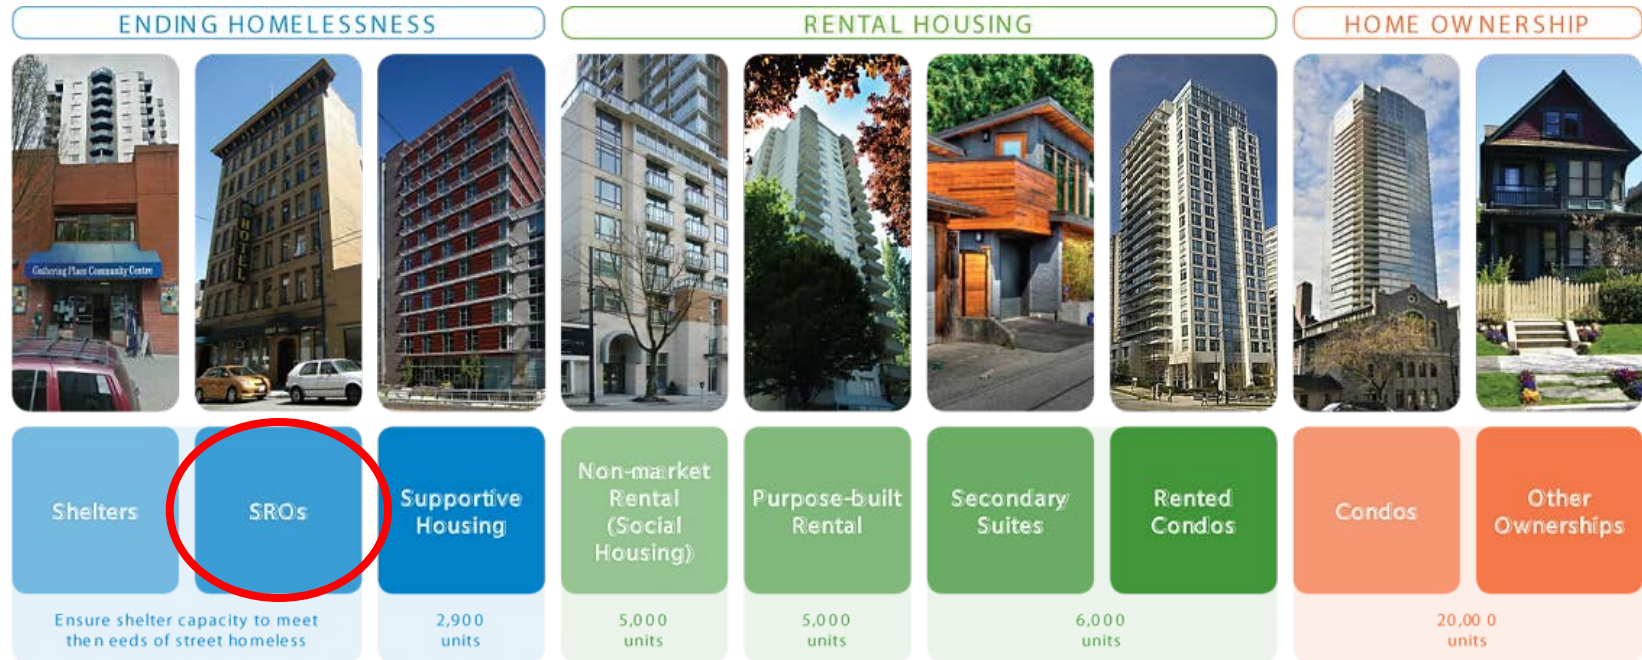 ENDING HOMELESSNESS
RENTAL HOUSING
HOME OWNERSHIP
Gathering Place Community Centre
HOTEL
Shelters
SROs
Supportive
Housing
Non-market
Rental
(Social
Housing)
Purpose-built
Rental
Secondary
Suites
Rented
Condos
Condos
Other
Ownerships
Ensure shelter capacity to meet
then eeds of street homeless
2,900
units
5,000
units
5,000
units
6,000
units
20,00 0
units